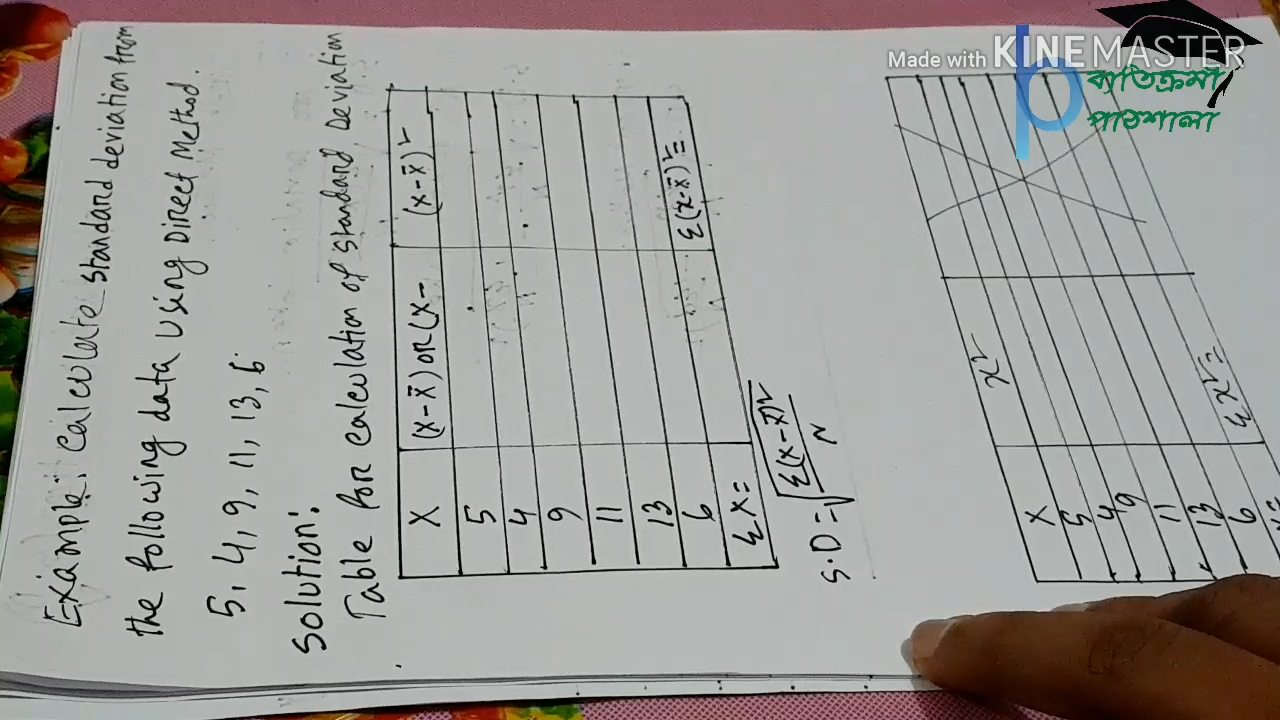 Example: Calculate standard deviation from
the following data using Direct Method.
5, 4, 9, 11, 13, 6
Solution:
Table for calculation of standard Deviation
X (x-x̄) OR (x- (x-x̄)²
5
4
9
11
13
6
Σx= Σ(x-x̄)²=
S.D=√Σ(x-x̄)²/N
X x²
5
4
9
11
13
6
Σx²=
Made with KINEMASTER
p
ব্যতিক্রমী
পাঠশালা